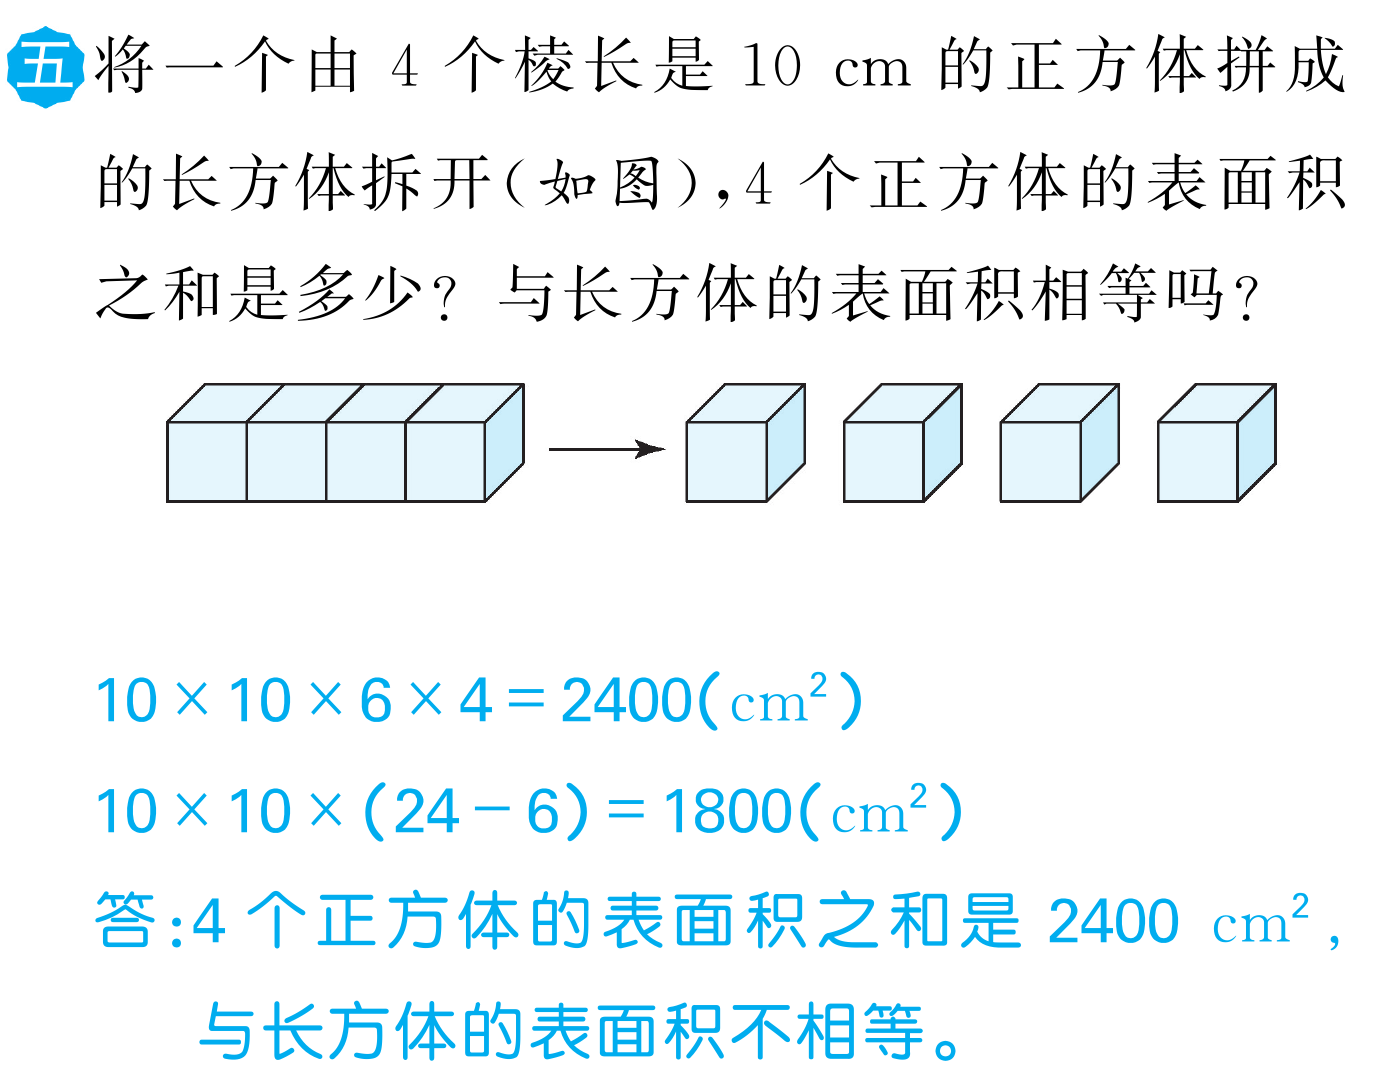 五 将一个由 4 个棱长是 10 cm 的正方体拼成
的长方体拆开(如图),4 个正方体的表面积
之和是多少? 与长方体的表面积相等吗?
10×10×6×4=2400(cm²)
10×10×(24-6)=1800(cm²)
答:4 个正方体的表面积之和是 2400 cm²,
与长方体的表面积不相等。